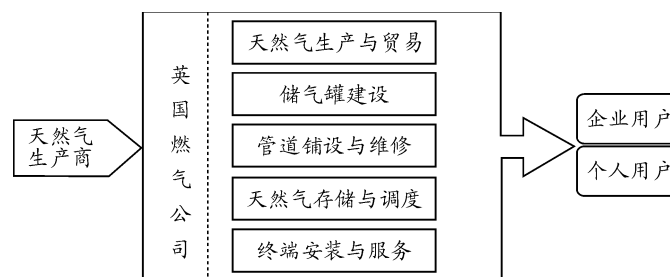 天然气
生产商
英国燃气公司
天然气生产与贸易
储气罐建设
管道铺设与维修
天然气存储与调度
终端安装与服务
企业用户
个人用户